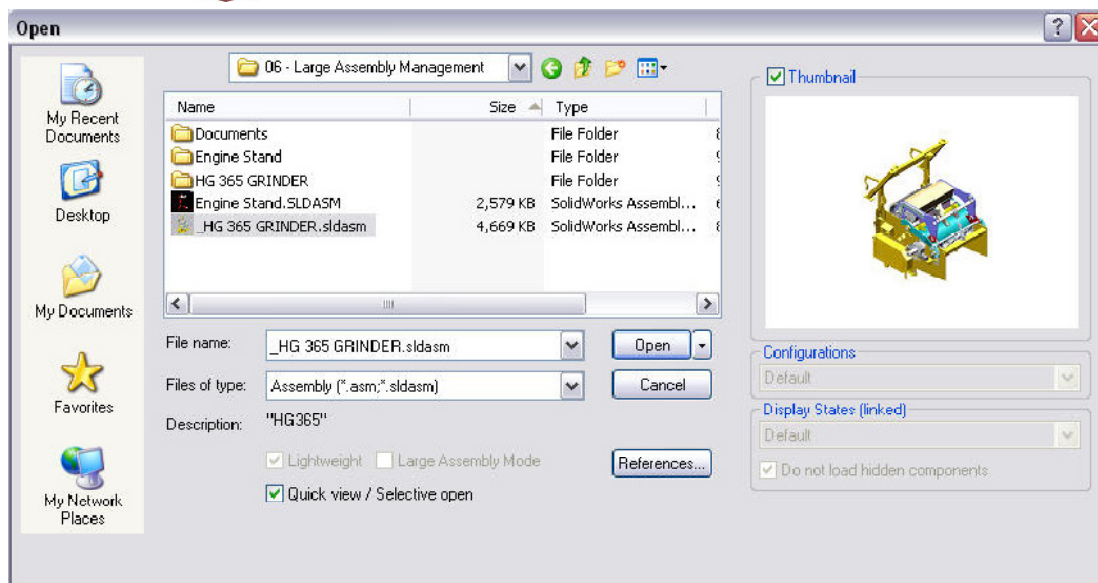 Open
06 - Large Assembly Management
My Recent
Documents
Desktop
My Documents
Favorites
My Network
Places
Name Size Type
Documents File Folder
Engine Stand File Folder
HG 365 GRINDER File Folder
Engine Stand.SLDASM 2,579 KB SolidWorks Assembl...
_HG 365 GRINDER.sldasm 4,669 KB SolidWorks Assembl...
File name: _HG 365 GRINDER.sldasm Open
Files of type: Assembly (*.asm;*.sldasm) Cancel
Description: "HG365"
Lightweight Large Assembly Mode References...
Quick view / Selective open
Thumbnail
Configurations
Default
Display States (linked)
Default
Do not load hidden components